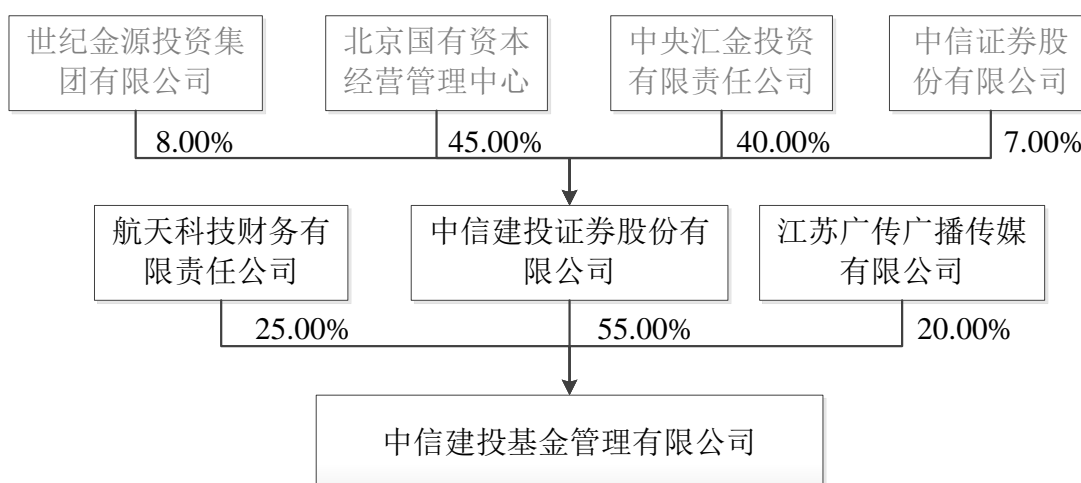 世纪金源投资集
团有限公司
北京国有资本
经营管理中心
中央汇金投资
有限责任公司
中信证券股
份有限公司
8.00%
45.00%
40.00%
7.00%
航天科技财务有
限责任公司
中信建投证券股份有
限公司
江苏广传广播传媒
有限公司
25.00%
55.00%
20.00%
中信建投基金管理有限公司